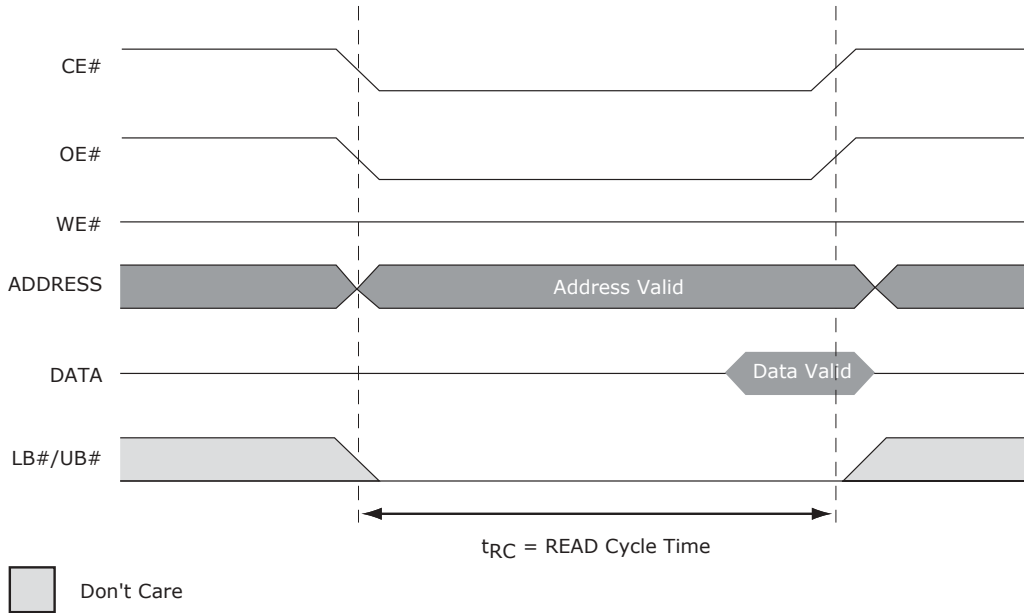 CE#
OE#
WE#
ADDRESS
Address Valid
DATA
Data Valid
LB#/UB#
tRC = READ Cycle Time
Don't Care